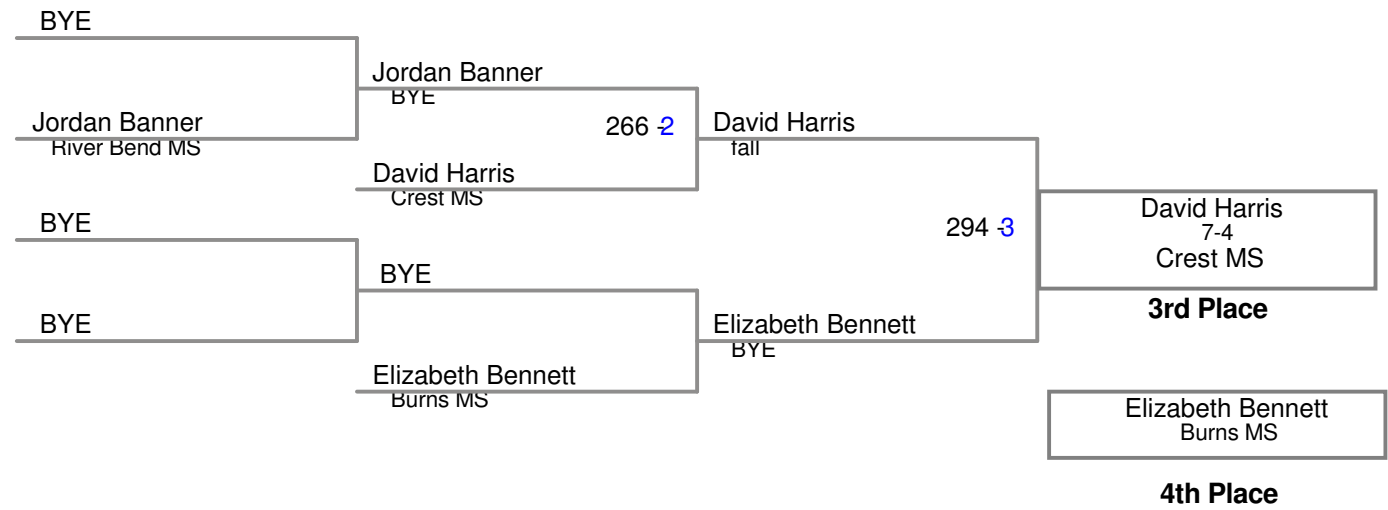 BYE
Jordan Banner
BYE
Jordan Banner
River Bend MS
266 -2
David Harris
fall
David Harris
Crest MS
David Harris
7-4
Crest MS
3rd Place
BYE
294 -3
BYE
BYE
Elizabeth Bennett
BYE
Elizabeth Bennett
Burns MS
Elizabeth Bennett
Burns MS
4th Place